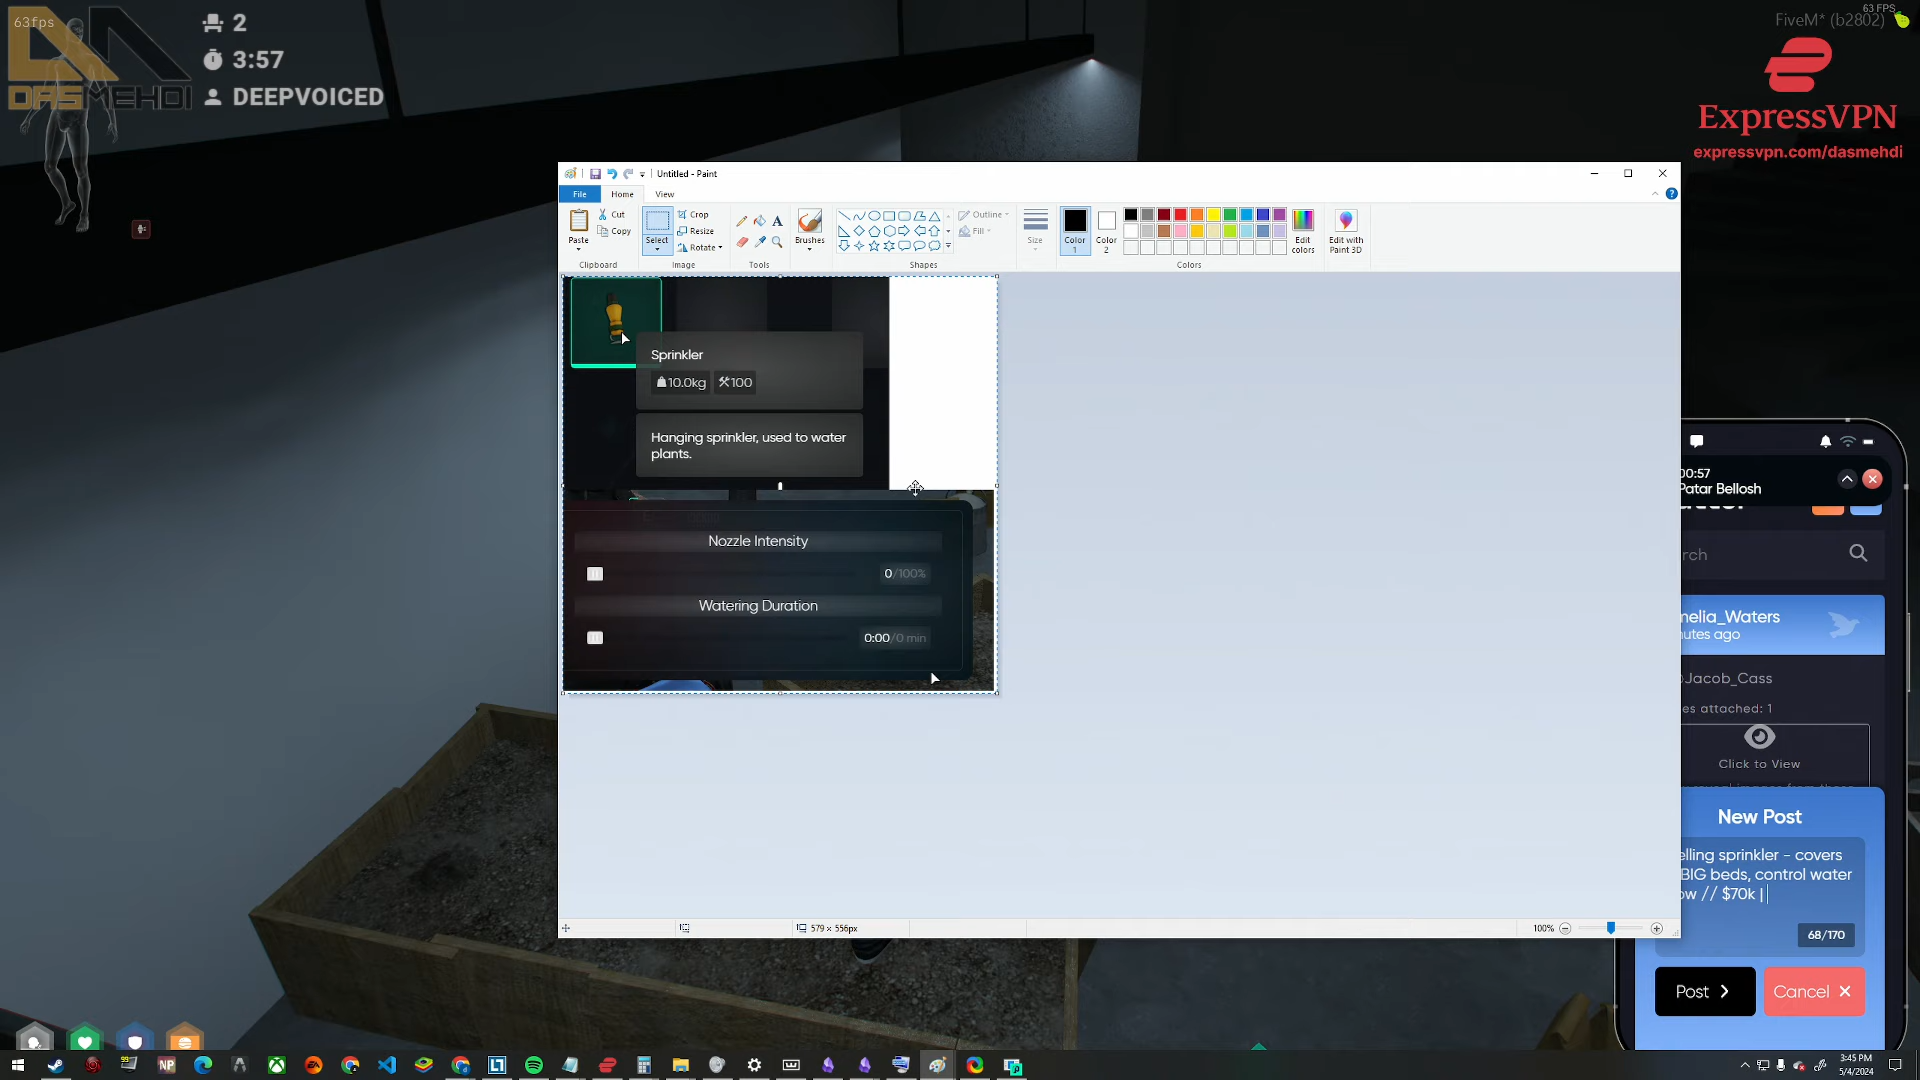 63fps
2
3:57
DEEPVOICED
DASMEHDI
63 FPS
FiveM* (b2802)
ExpressVPN
expressvpn.com/dasmehdi
Untitled - Paint
File
Home
View
Paste
Cut
Copy
Clipboard
Select
Crop
Resize
Rotate
Image
Tools
Brushes
Shapes
Outline
Fill
Size
Color 1
Color 2
Edit colors
Edit with Paint 3D
Colors
Sprinkler
10.0kg
100
Hanging sprinkler, used to water
plants.
Nozzle Intensity
0/100%
Watering Duration
0:00/0 min
579 × 556px
100%
00:57
Patar Bellosh
rch
nelia_Waters
nutes ago
Jacob_Cass
es attached: 1
Click to View
New Post
elling sprinkler - covers
BIG beds, control water
ow // $70k |
68/170
Post
Cancel
NP
3:45 PM
5/4/2024